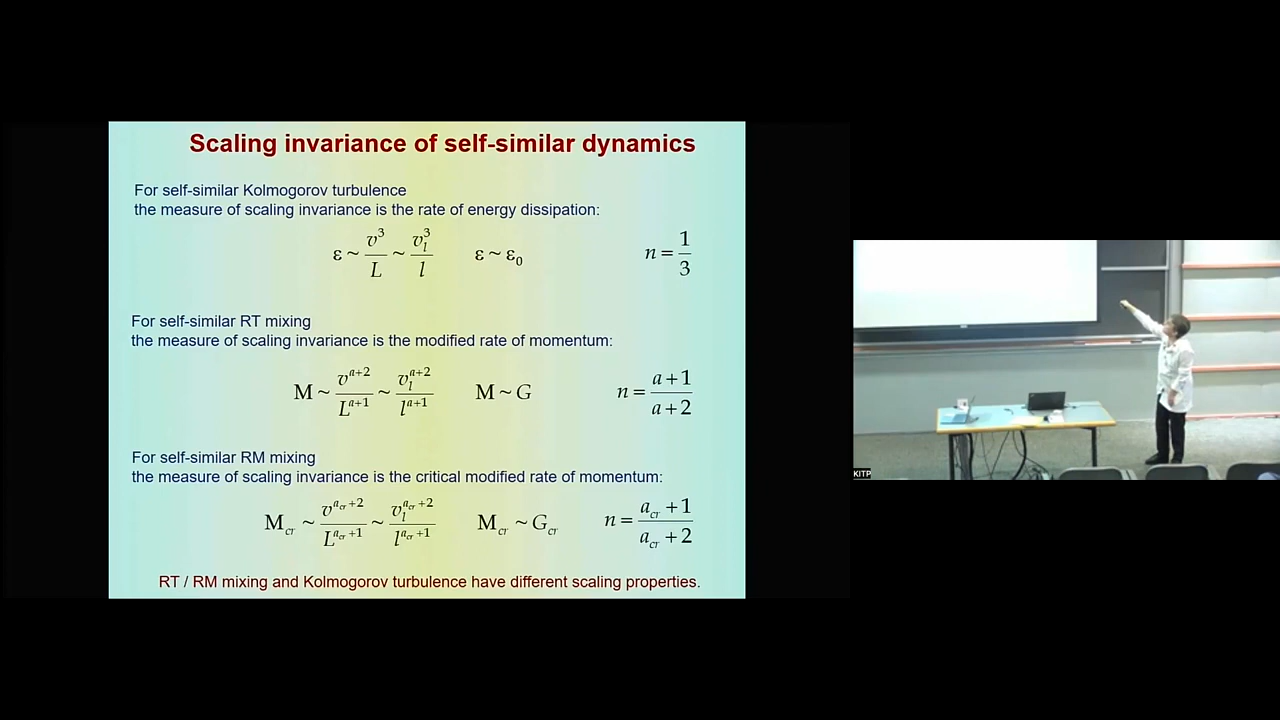 Scaling invariance of self-similar dynamics
For self-similar Kolmogorov turbulence
the measure of scaling invariance is the rate of energy dissipation:
ε ~ v³/L ~ v_l³/l    ε ~ ε₀    n = 1/3
For self-similar RT mixing
the measure of scaling invariance is the modified rate of momentum:
M ~ v^{a+2}/L^{a+1} ~ v_l^{a+2}/l^{a+1}    M ~ G    n = (a+1)/(a+2)
For self-similar RM mixing
the measure of scaling invariance is the critical modified rate of momentum:
M_cr ~ v^{a_cr+2}/L^{a_cr+1} ~ v_l^{a_cr+2}/l^{a_cr+1}    M_cr ~ G_cr    n = (a_cr+1)/(a_cr+2)
RT / RM mixing and Kolmogorov turbulence have different scaling properties.
KITP